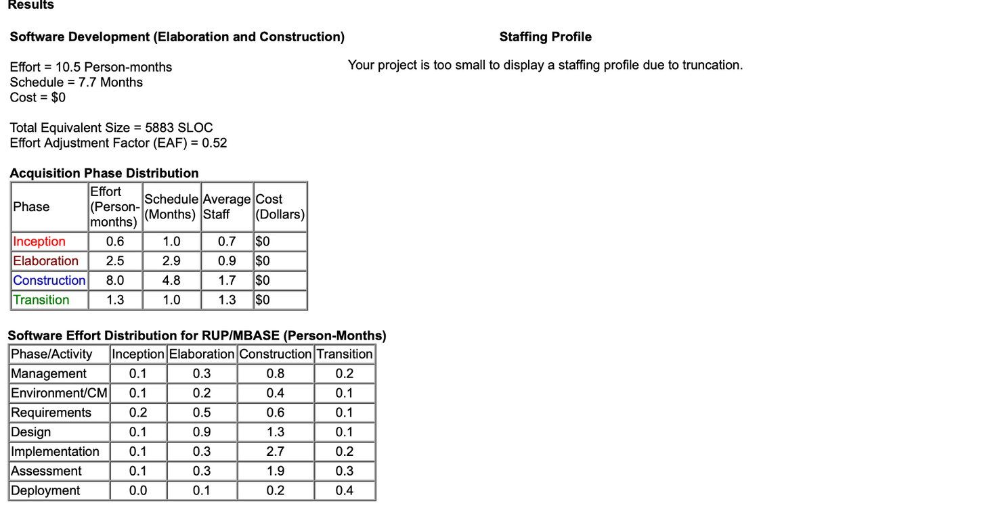 Results
Software Development (Elaboration and Construction)
Staffing Profile
Effort = 10.5 Person-months
Schedule = 7.7 Months
Cost = $0
Your project is too small to display a staffing profile due to truncation.
Total Equivalent Size = 5883 SLOC
Effort Adjustment Factor (EAF) = 0.52
Acquisition Phase Distribution
Phase Effort (Person-months) Schedule (Months) Average Staff Cost (Dollars)
Inception 0.6 1.0 0.7 $0
Elaboration 2.5 2.9 0.9 $0
Construction 8.0 4.8 1.7 $0
Transition 1.3 1.0 1.3 $0
Software Effort Distribution for RUP/MBASE (Person-Months)
Phase/Activity Inception Elaboration Construction Transition
Management 0.1 0.3 0.8 0.2
Environment/CM 0.1 0.2 0.4 0.1
Requirements 0.2 0.5 0.6 0.1
Design 0.1 0.9 1.3 0.1
Implementation 0.1 0.3 2.7 0.2
Assessment 0.1 0.3 1.9 0.3
Deployment 0.0 0.1 0.2 0.4